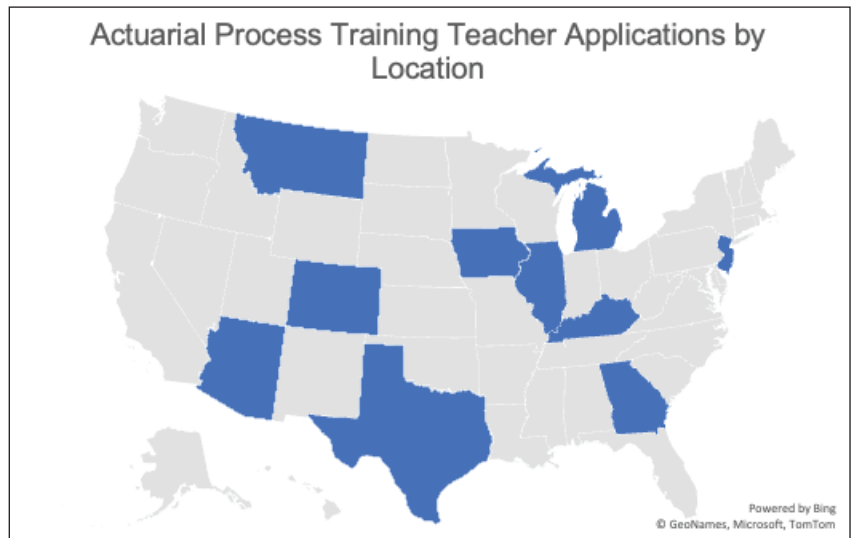 Actuarial Process Training Teacher Applications by
Location
Powered by Bing
© GeoNames, Microsoft, TomTom